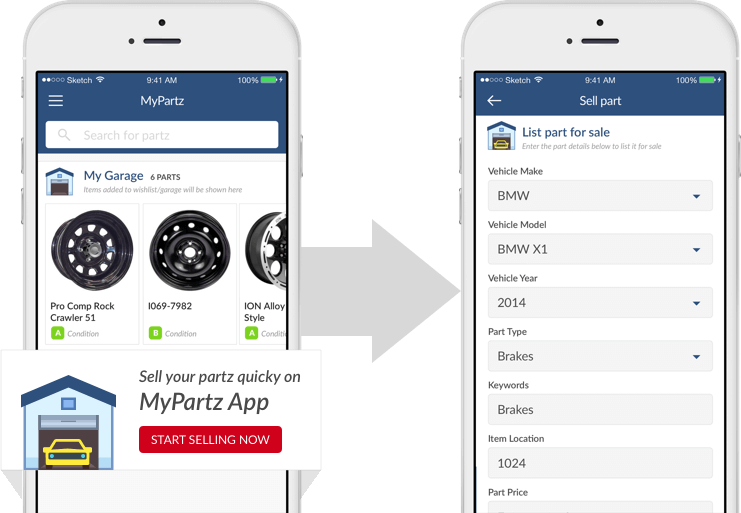 Sketch
9:41 AM
100%
MyPartz
Search for partz
My Garage 6 PARTS
Items added to wishlist/garage will be shown here
Pro Comp Rock
Crawler 51
A Condition
I069-7982
B Condition
ION Alloy
Style
A Conditi
Sell your partz quicky on
MyPartz App
START SELLING NOW
Sketch
9:41 AM
100%
Sell part
List part for sale
Enter the part details below to list it for sale
Vehicle Make
BMW
Vehicle Model
BMW X1
Vehicle Year
2014
Part Type
Brakes
Keywords
Brakes
Item Location
1024
Part Price